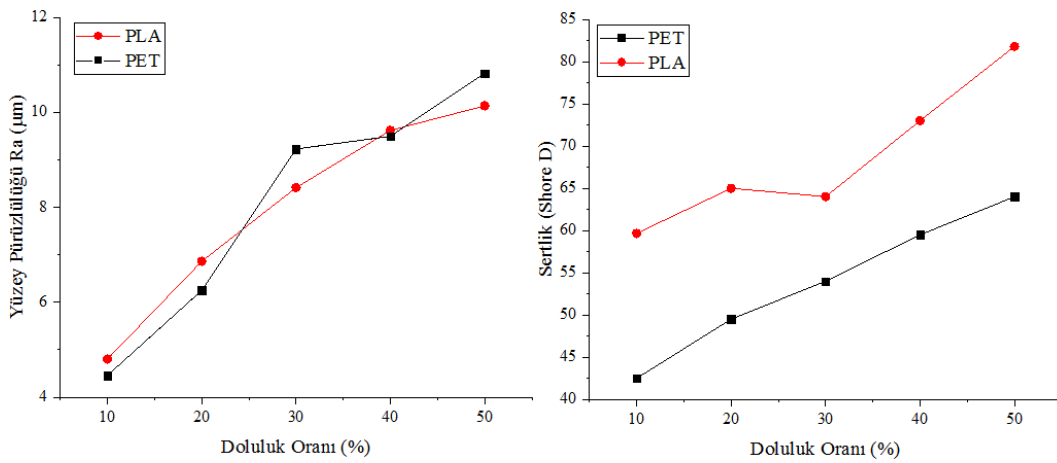 Yüzey Pürüzlülüğü Ra (µm)
12
10
8
6
4
PLA
PET
10 20 30 40 50
Doluluk Oranı (%)
Sertlik (Shore D)
85
80
75
70
65
60
55
50
45
40
PET
PLA
10 20 30 40 50
Doluluk Oranı (%)